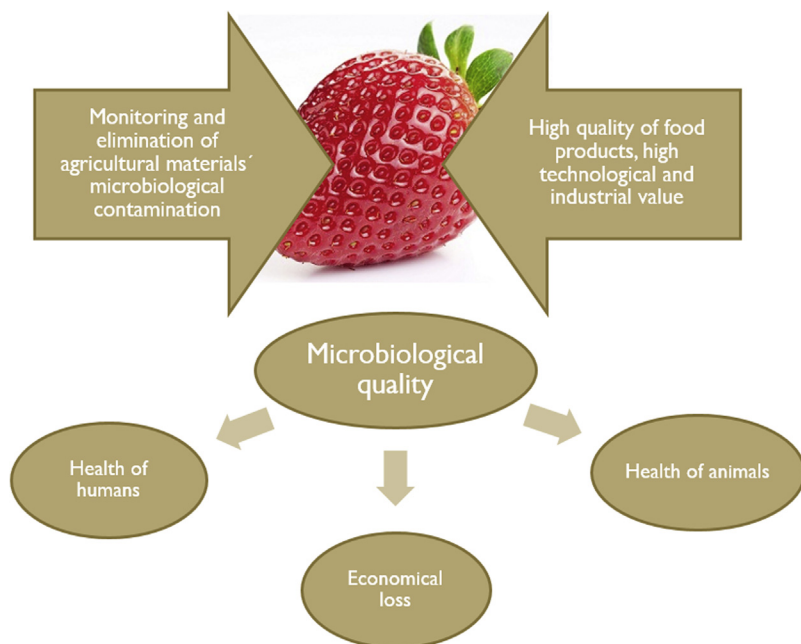 Monitoring and
elimination of
agricultural materials´
microbiological
contamination
High quality of food
products, high
technological and
industrial value
Microbiological
quality
Health of
humans
Health of animals
Economical
loss